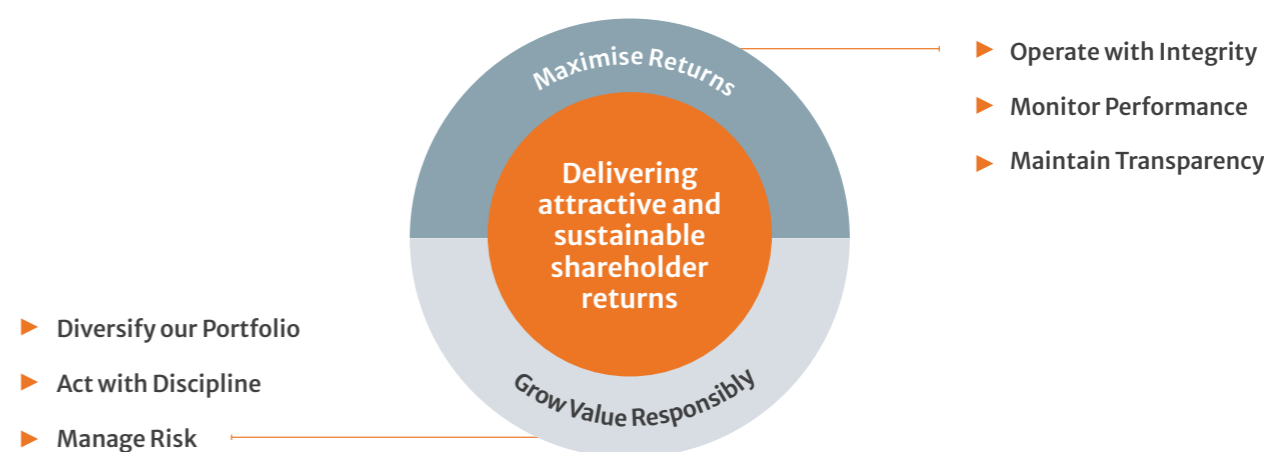 Maximise Returns
Operate with Integrity
Monitor Performance
Maintain Transparency
Delivering
attractive and
sustainable
shareholder
returns
Diversify our Portfolio
Act with Discipline
Manage Risk
Grow Value Responsibly